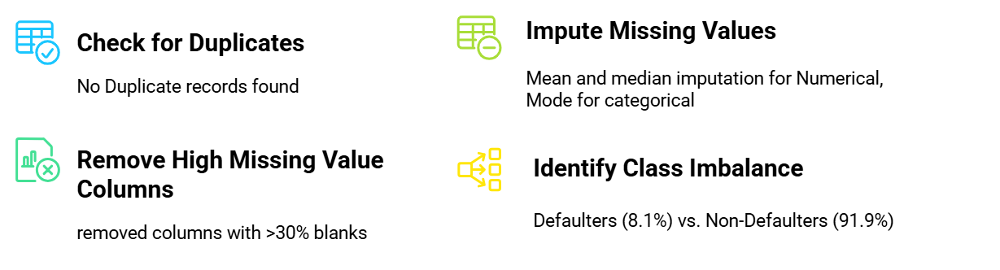 Check for Duplicates
No Duplicate records found
Impute Missing Values
Mean and median imputation for Numerical,
Mode for categorical
Remove High Missing Value
Columns
removed columns with >30% blanks
Identify Class Imbalance
Defaulters (8.1%) vs. Non-Defaulters (91.9%)